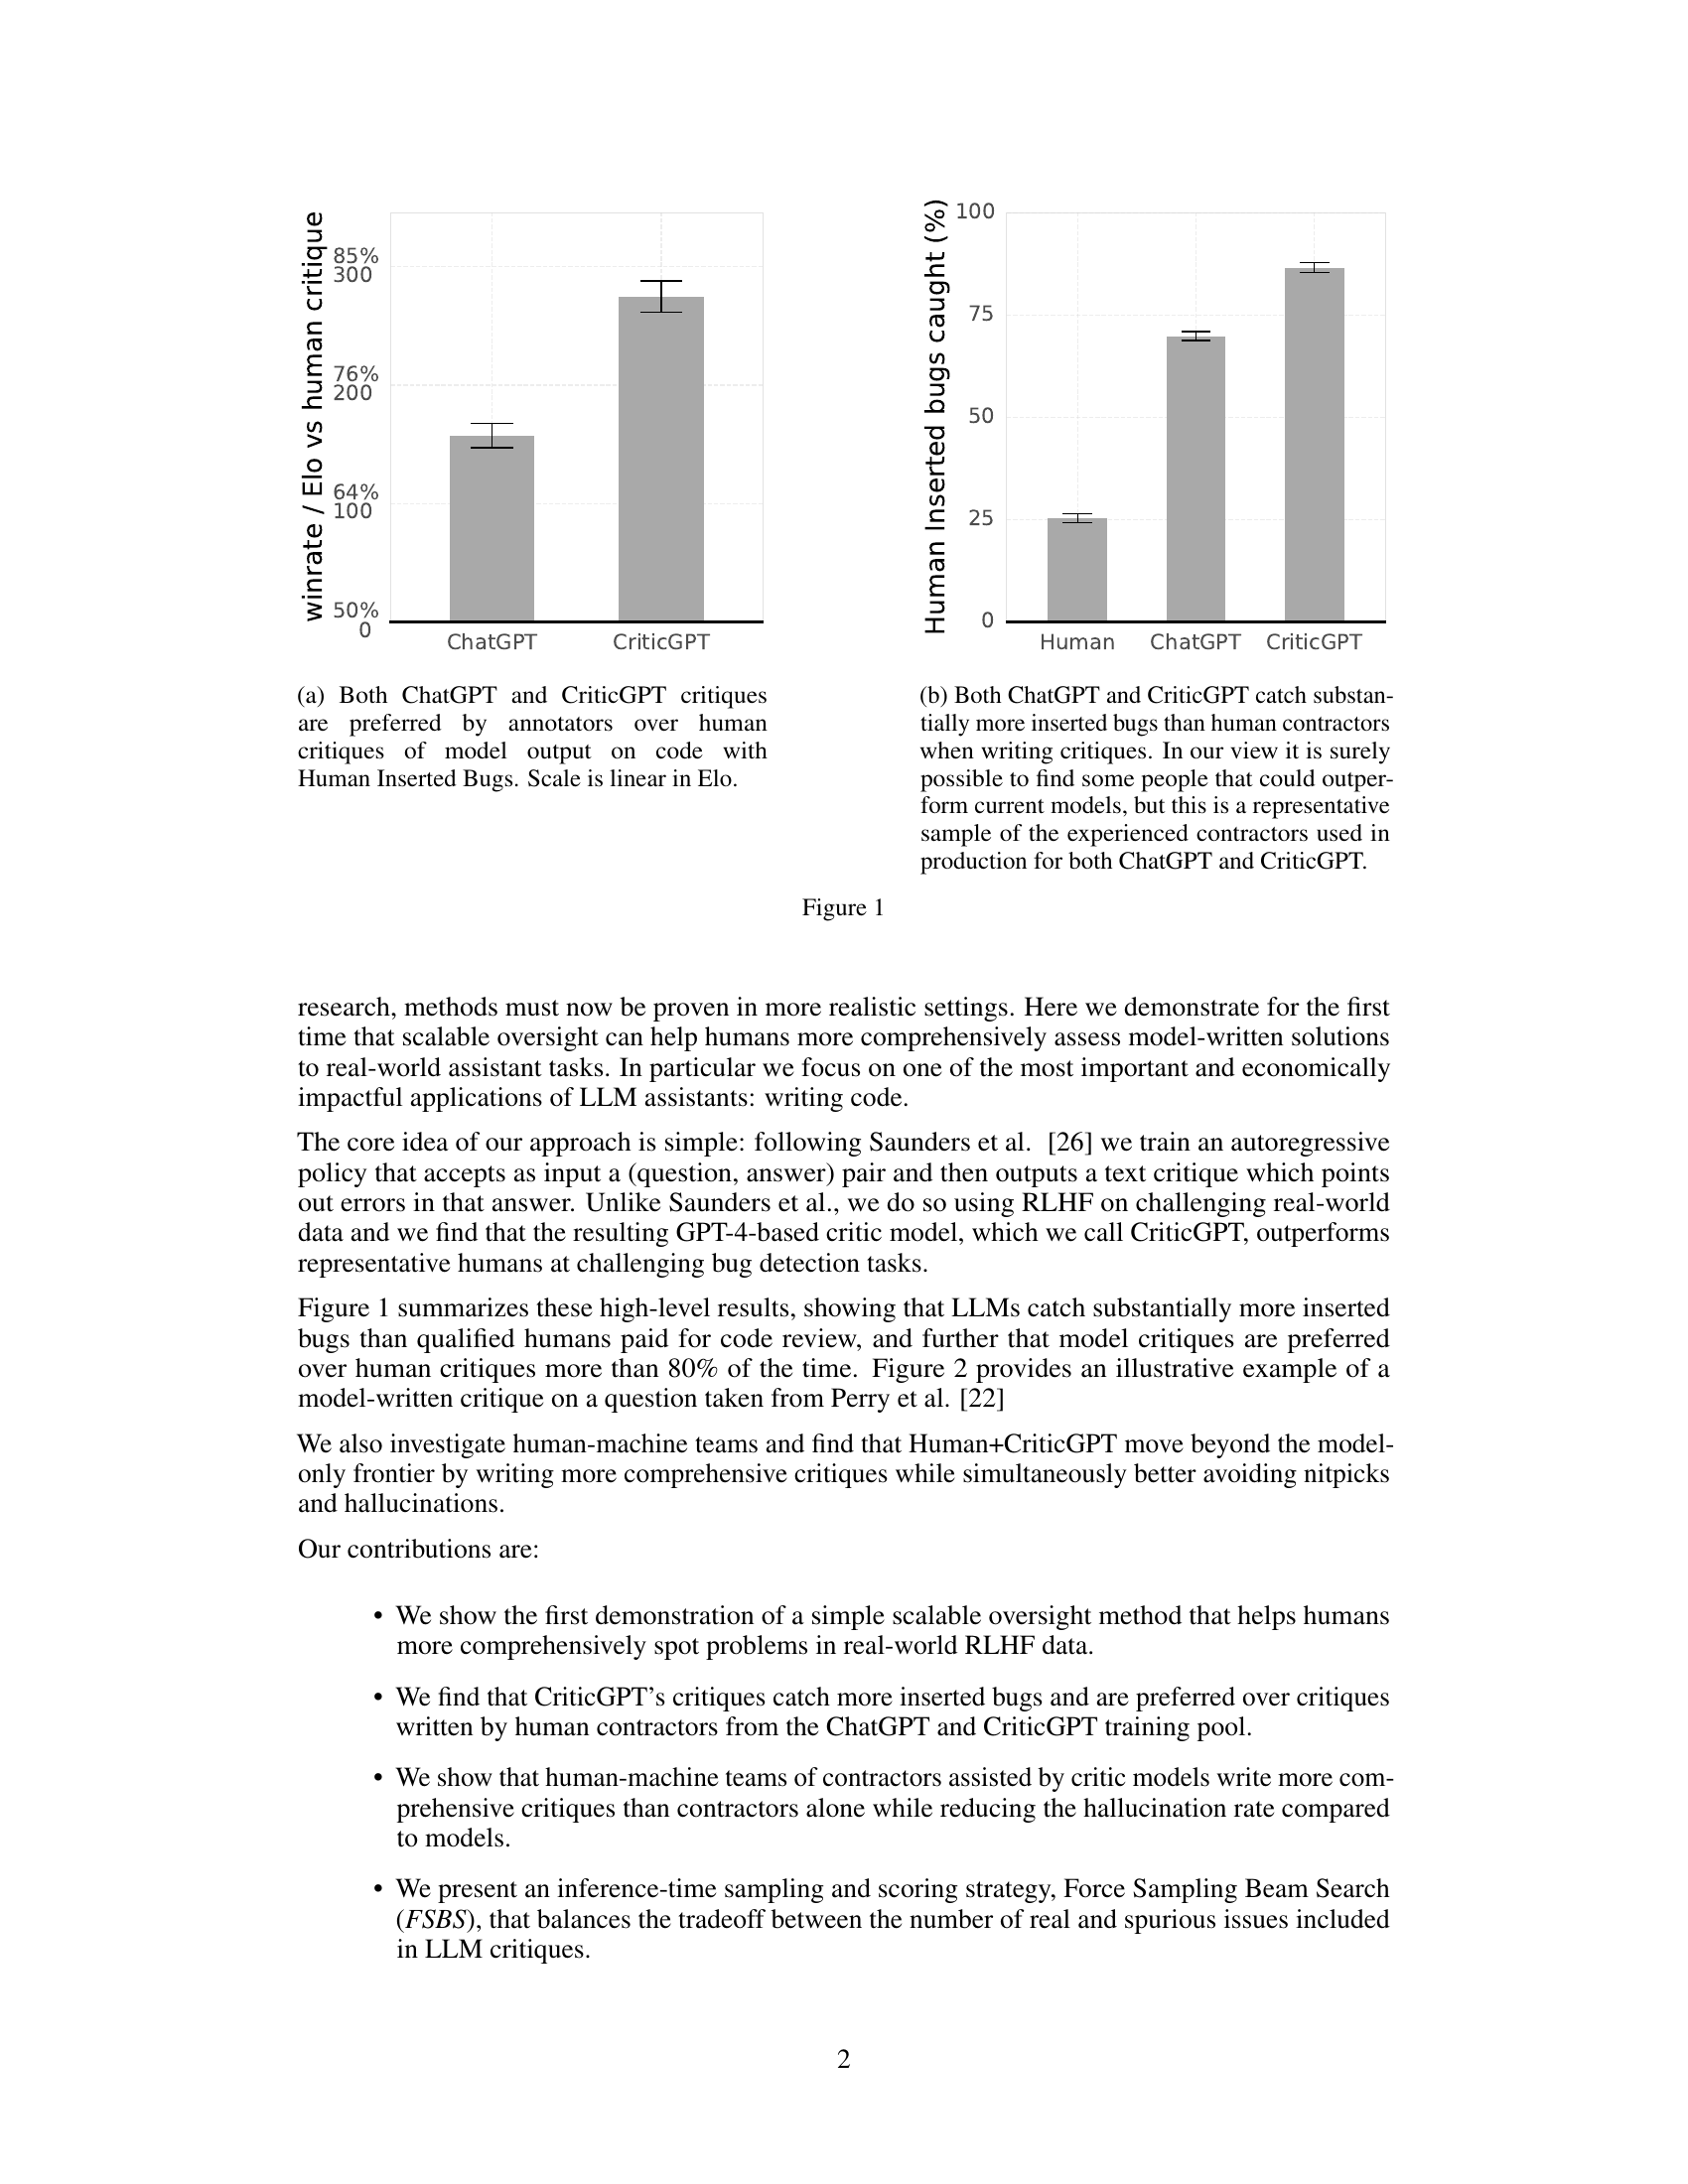 winrate / Elo vs human critique
85%
300
76%
200
64%
100
50%
0
ChatGPT CriticGPT
Human Inserted bugs caught (%)
100
75
50
25
0
Human ChatGPT CriticGPT
(a) Both ChatGPT and CriticGPT critiques
are preferred by annotators over human
critiques of model output on code with
Human Inserted Bugs. Scale is linear in Elo.
(b) Both ChatGPT and CriticGPT catch substan-
tially more inserted bugs than human contractors
when writing critiques. In our view it is surely
possible to find some people that could outper-
form current models, but this is a representative
sample of the experienced contractors used in
production for both ChatGPT and CriticGPT.
Figure 1
research, methods must now be proven in more realistic settings. Here we demonstrate for the first
time that scalable oversight can help humans more comprehensively assess model-written solutions
to real-world assistant tasks. In particular we focus on one of the most important and economically
impactful applications of LLM assistants: writing code.
The core idea of our approach is simple: following Saunders et al. [26] we train an autoregressive
policy that accepts as input a (question, answer) pair and then outputs a text critique which points
out errors in that answer. Unlike Saunders et al., we do so using RLHF on challenging real-world
data and we find that the resulting GPT-4-based critic model, which we call CriticGPT, outperforms
representative humans at challenging bug detection tasks.
Figure 1 summarizes these high-level results, showing that LLMs catch substantially more inserted
bugs than qualified humans paid for code review, and further that model critiques are preferred
over human critiques more than 80% of the time. Figure 2 provides an illustrative example of a
model-written critique on a question taken from Perry et al. [22]
We also investigate human-machine teams and find that Human+CriticGPT move beyond the model-
only frontier by writing more comprehensive critiques while simultaneously better avoiding nitpicks
and hallucinations.
Our contributions are:
• We show the first demonstration of a simple scalable oversight method that helps humans
more comprehensively spot problems in real-world RLHF data.
• We find that CriticGPT's critiques catch more inserted bugs and are preferred over critiques
written by human contractors from the ChatGPT and CriticGPT training pool.
• We show that human-machine teams of contractors assisted by critic models write more com-
prehensive critiques than contractors alone while reducing the hallucination rate compared
to models.
• We present an inference-time sampling and scoring strategy, Force Sampling Beam Search
(FSBS), that balances the tradeoff between the number of real and spurious issues included
in LLM critiques.
2